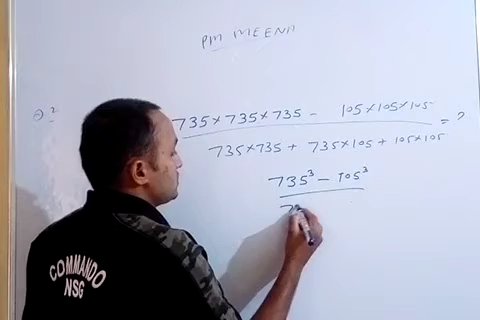 PM MEENA
Q 2
735×735×735 - 105×105×105 = ?
735×735 + 735×105 + 105×105
735³ - 105³
73
COMMANDO
NSG